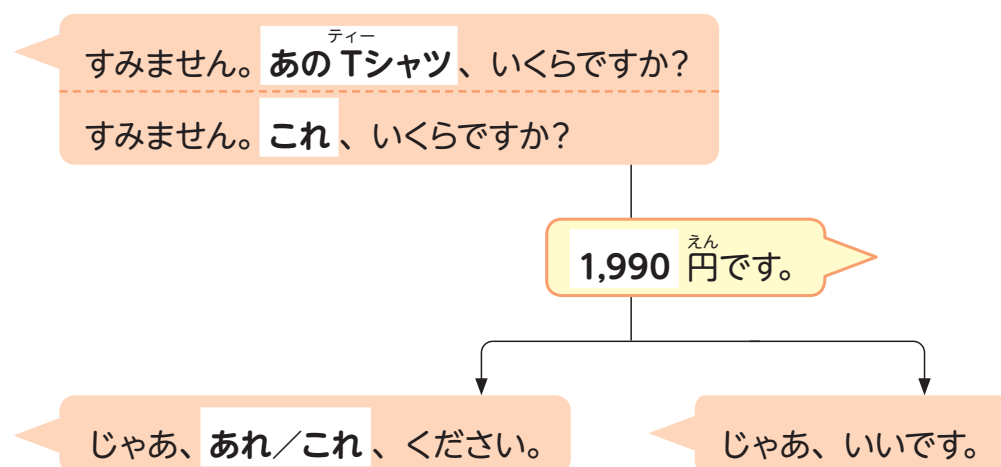 ティー
すみません。あの Tシャツ、いくらですか?
すみません。これ、いくらですか?
えん
1,990 円です。
じゃあ、あれ／これ、ください。
じゃあ、いいです。